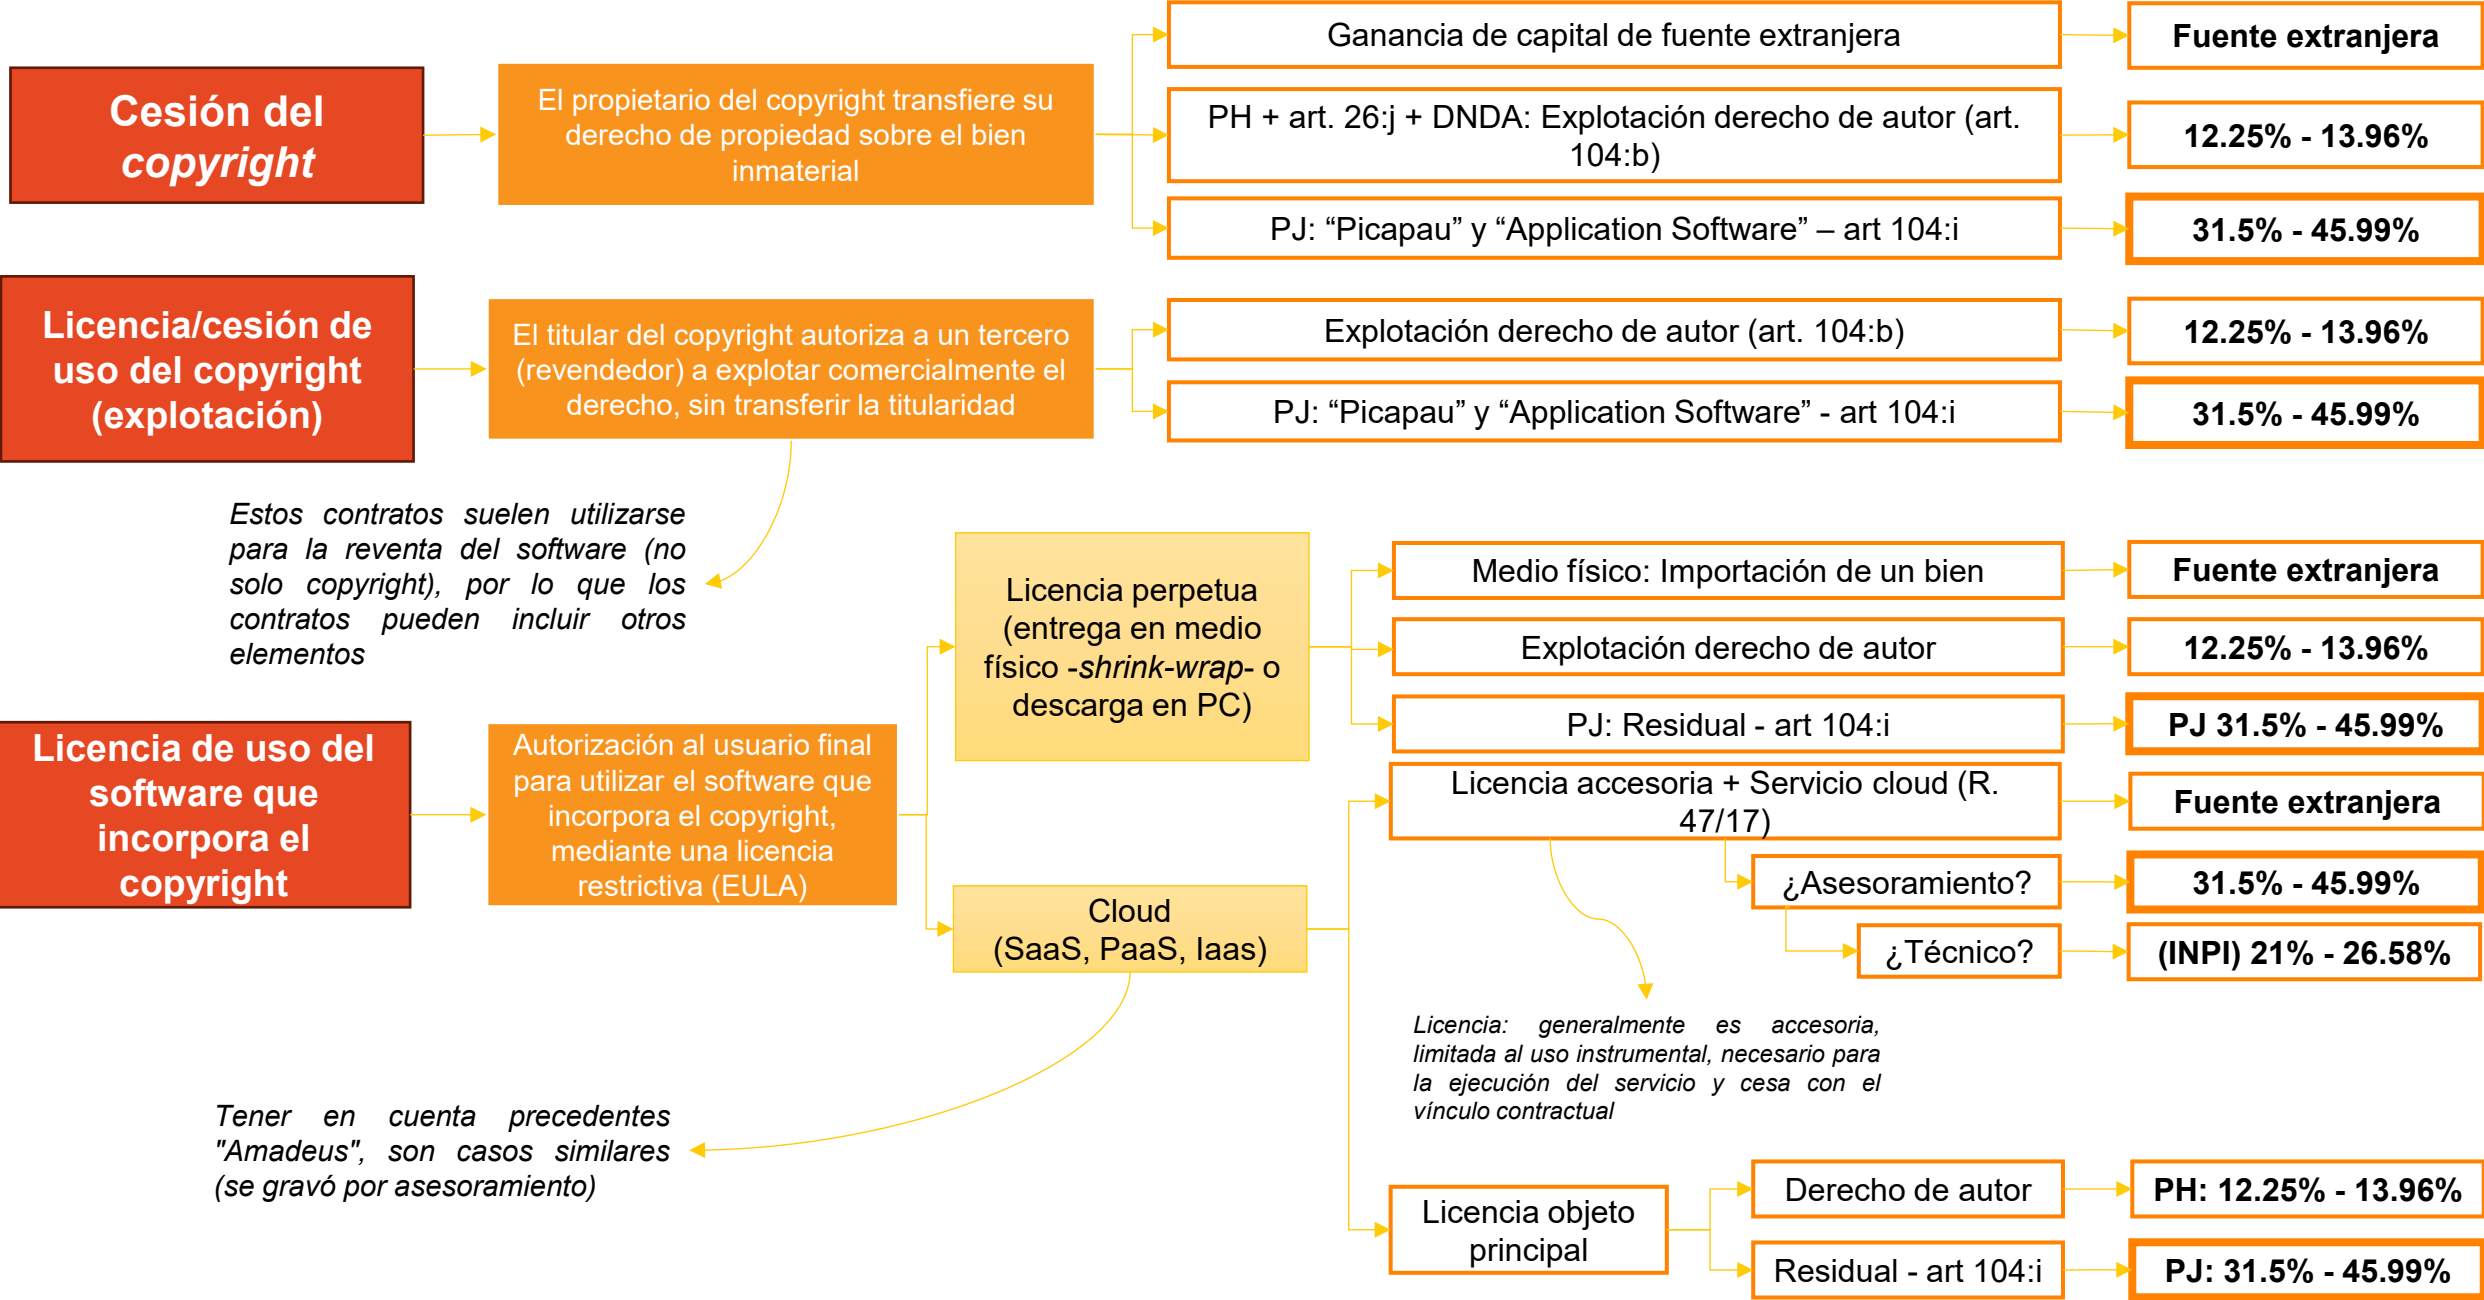 Cesión del
copyright
El propietario del copyright transfiere su
derecho de propiedad sobre el bien
inmaterial
Ganancia de capital de fuente extranjera
Fuente extranjera
PH + art. 26:j + DNDA: Explotación derecho de autor (art.
104:b)
12.25% - 13.96%
PJ: “Picapau” y “Application Software” – art 104:i
31.5% - 45.99%
Licencia/cesión de
uso del copyright
(explotación)
El titular del copyright autoriza a un tercero
(revendedor) a explotar comercialmente el
derecho, sin transferir la titularidad
Explotación derecho de autor (art. 104:b)
12.25% - 13.96%
PJ: “Picapau” y “Application Software” - art 104:i
31.5% - 45.99%
Estos contratos suelen utilizarse
para la reventa del software (no
solo copyright), por lo que los
contratos pueden incluir otros
elementos
Licencia de uso del
software que
incorpora el
copyright
Autorización al usuario final
para utilizar el software que
incorpora el copyright,
mediante una licencia
restrictiva (EULA)
Licencia perpetua
(entrega en medio
físico -shrink-wrap- o
descarga en PC)
Medio físico: Importación de un bien
Fuente extranjera
Explotación derecho de autor
12.25% - 13.96%
PJ: Residual - art 104:i
PJ 31.5% - 45.99%
Cloud
(SaaS, PaaS, Iaas)
Licencia accesoria + Servicio cloud (R.
47/17)
Fuente extranjera
¿Asesoramiento?
31.5% - 45.99%
¿Técnico?
(INPI) 21% - 26.58%
Licencia: generalmente es accesoria,
limitada al uso instrumental, necesario para
la ejecución del servicio y cesa con el
vínculo contractual
Tener en cuenta precedentes
"Amadeus", son casos similares
(se gravó por asesoramiento)
Licencia objeto
principal
Derecho de autor
PH: 12.25% - 13.96%
Residual - art 104:i
PJ: 31.5% - 45.99%